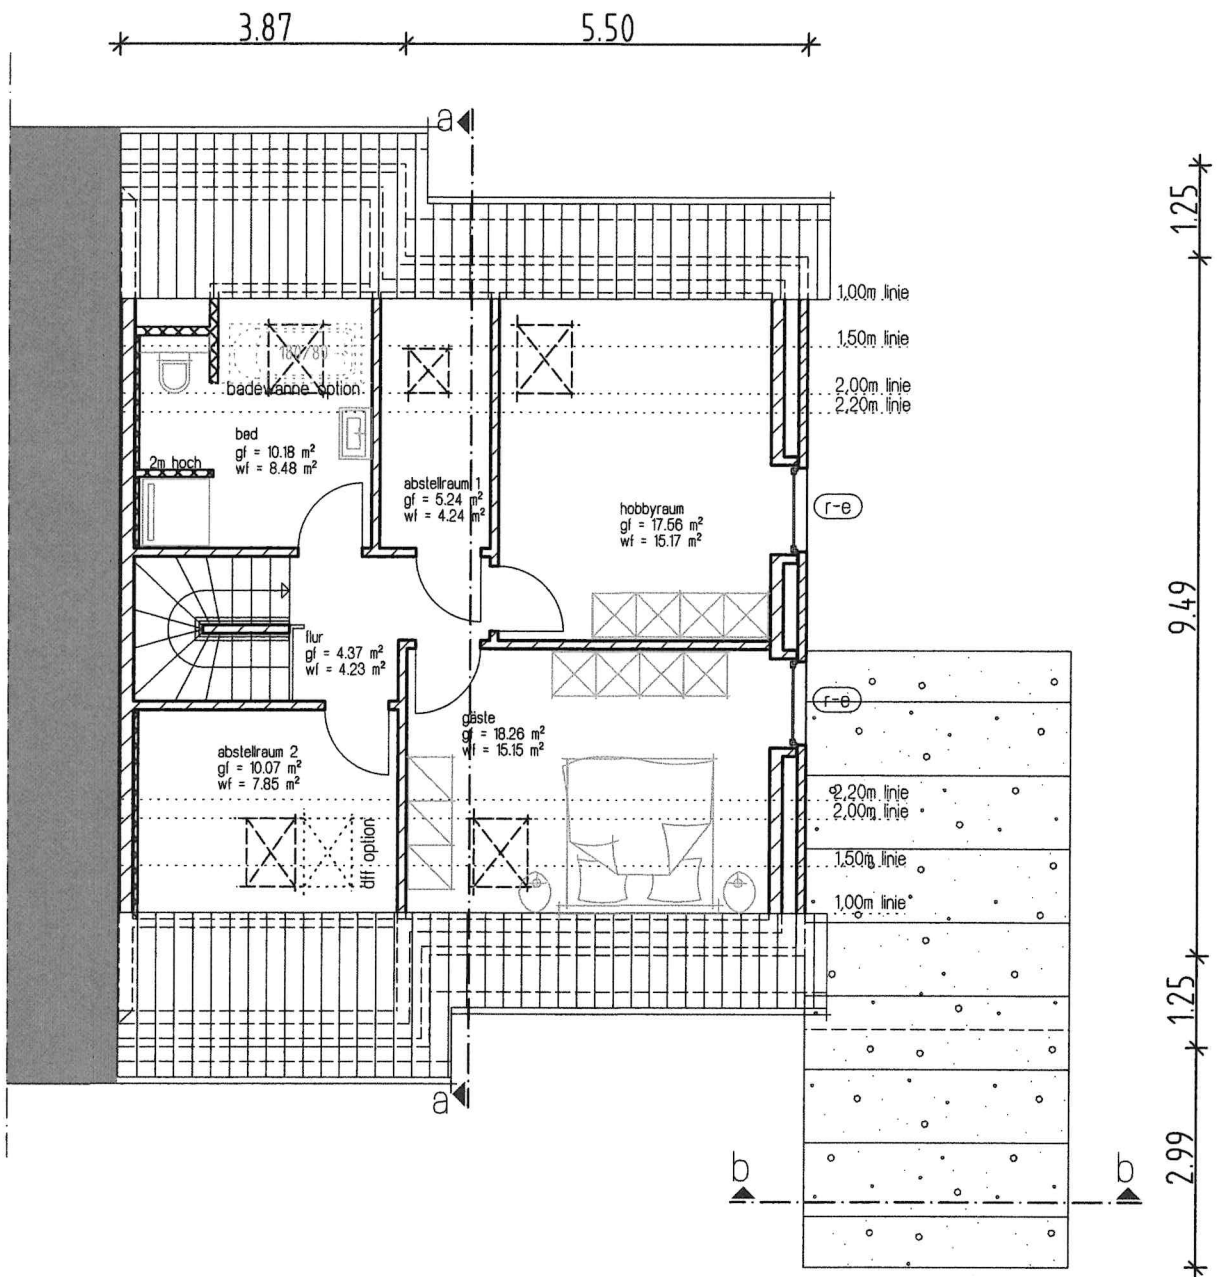 3.87
5.50
a
1.25
1,00m linie
1,50m linie
180/80
2,00m linie
badewanne option
2,20m linie
bad
gf = 10.18 m²
wf = 8.48 m²
2m hoch
abstellraum 1
gf = 5.24 m²
wf = 4.24 m²
hobbyraum
gf = 17.56 m²
wf = 15.17 m²
r-e
9.49
flur
gf = 4.37 m²
wf = 4.23 m²
r-e
gäste
gf = 18.26 m²
wf = 15.15 m²
abstellraum 2
gf = 10.07 m²
wf = 7.85 m²
2,20m linie
2,00m linie
dff option
1,50m linie
1,00m linie
1.25
a
2.99
b
b